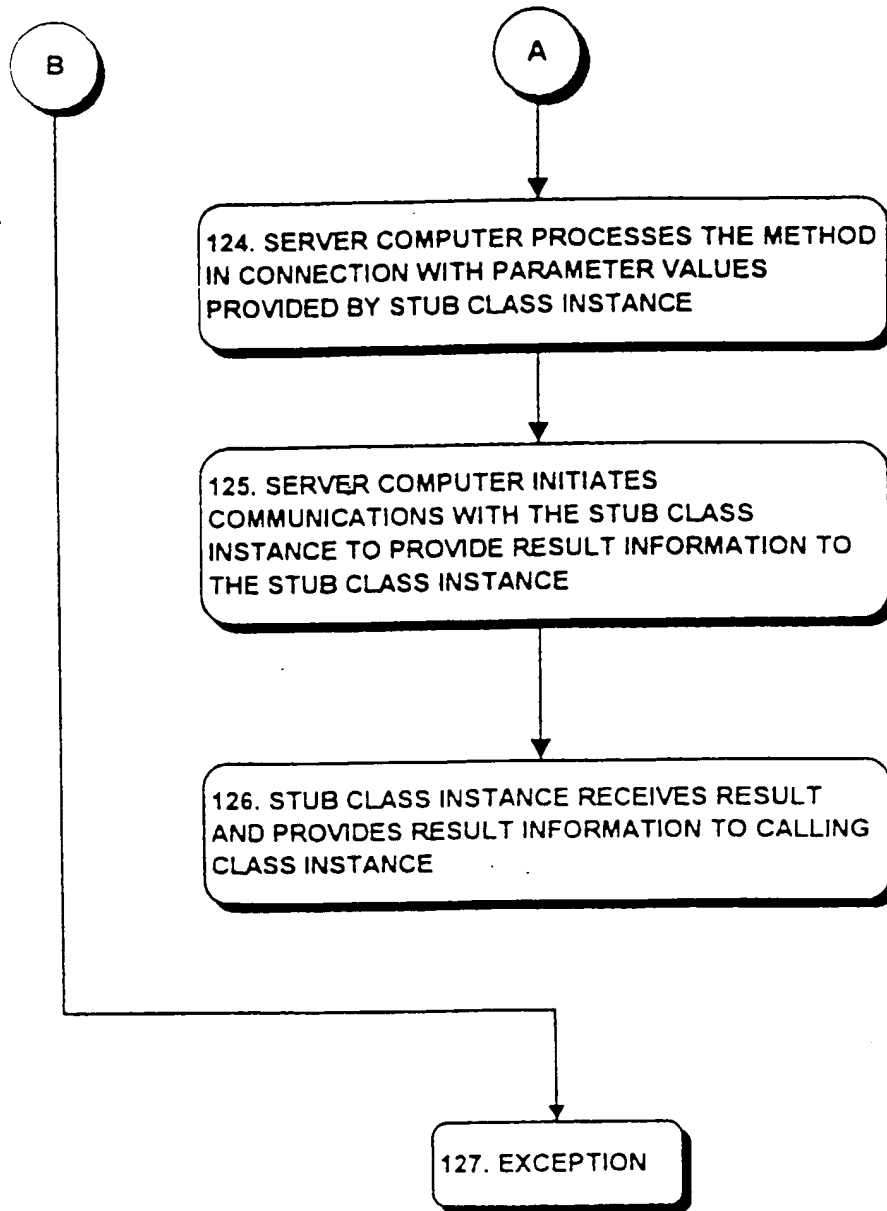 B
A
124. SERVER COMPUTER PROCESSES THE METHOD
IN CONNECTION WITH PARAMETER VALUES
PROVIDED BY STUB CLASS INSTANCE
125. SERVER COMPUTER INITIATES
COMMUNICATIONS WITH THE STUB CLASS
INSTANCE TO PROVIDE RESULT INFORMATION TO
THE STUB CLASS INSTANCE
126. STUB CLASS INSTANCE RECEIVES RESULT
AND PROVIDES RESULT INFORMATION TO CALLING
CLASS INSTANCE
127. EXCEPTION